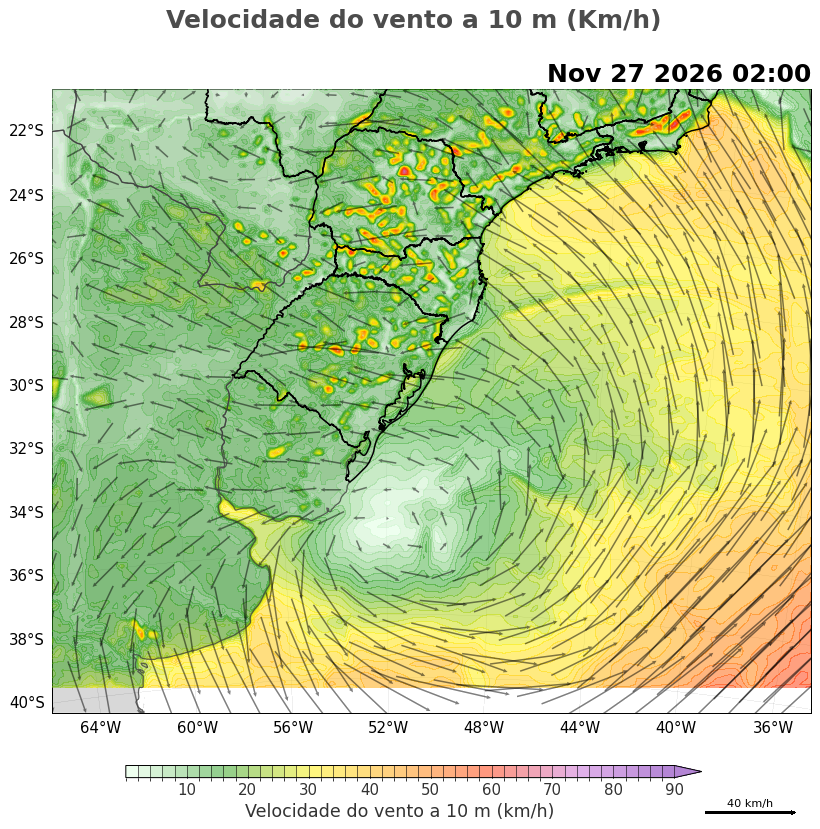 Velocidade do vento a 10 m (Km/h)
Nov 27 2026 02:00
22°S
24°S
26°S
28°S
30°S
32°S
34°S
36°S
38°S
40°S
64°W 60°W 56°W 52°W 48°W 44°W 40°W 36°W
10 20 30 40 50 60 70 80 90
Velocidade do vento a 10 m (km/h)
40 km/h